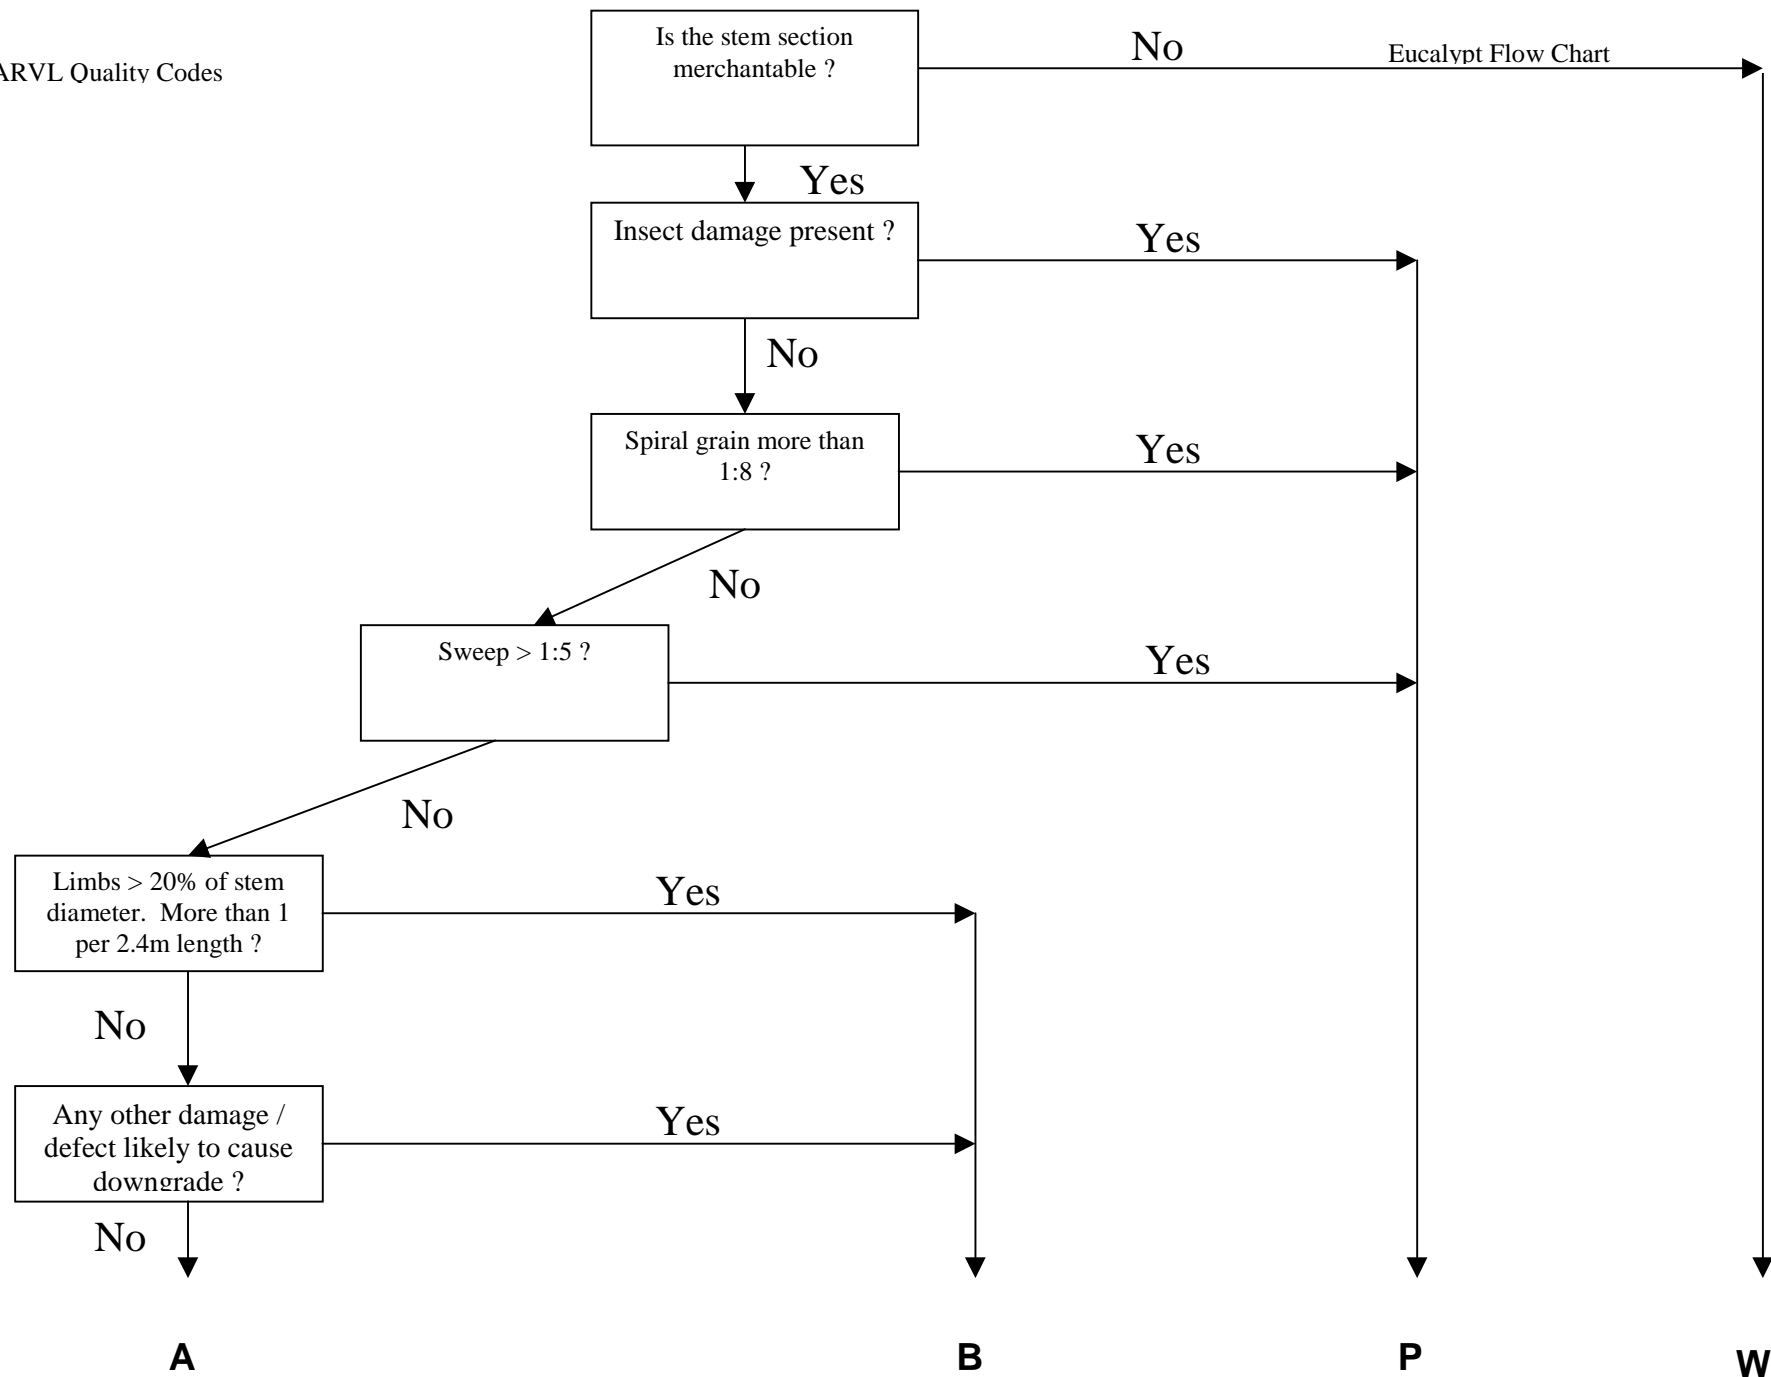 Is the stem section
merchantable ?
No
Eucalypt Flow Chart
ARVL Quality Codes
Yes
Insect damage present ?
Yes
No
Spiral grain more than
1:8 ?
Yes
No
Sweep > 1:5 ?
Yes
No
Limbs > 20% of stem
diameter. More than 1
per 2.4m length ?
Yes
No
Any other damage /
defect likely to cause
downgrade ?
Yes
No
A
B
P
W